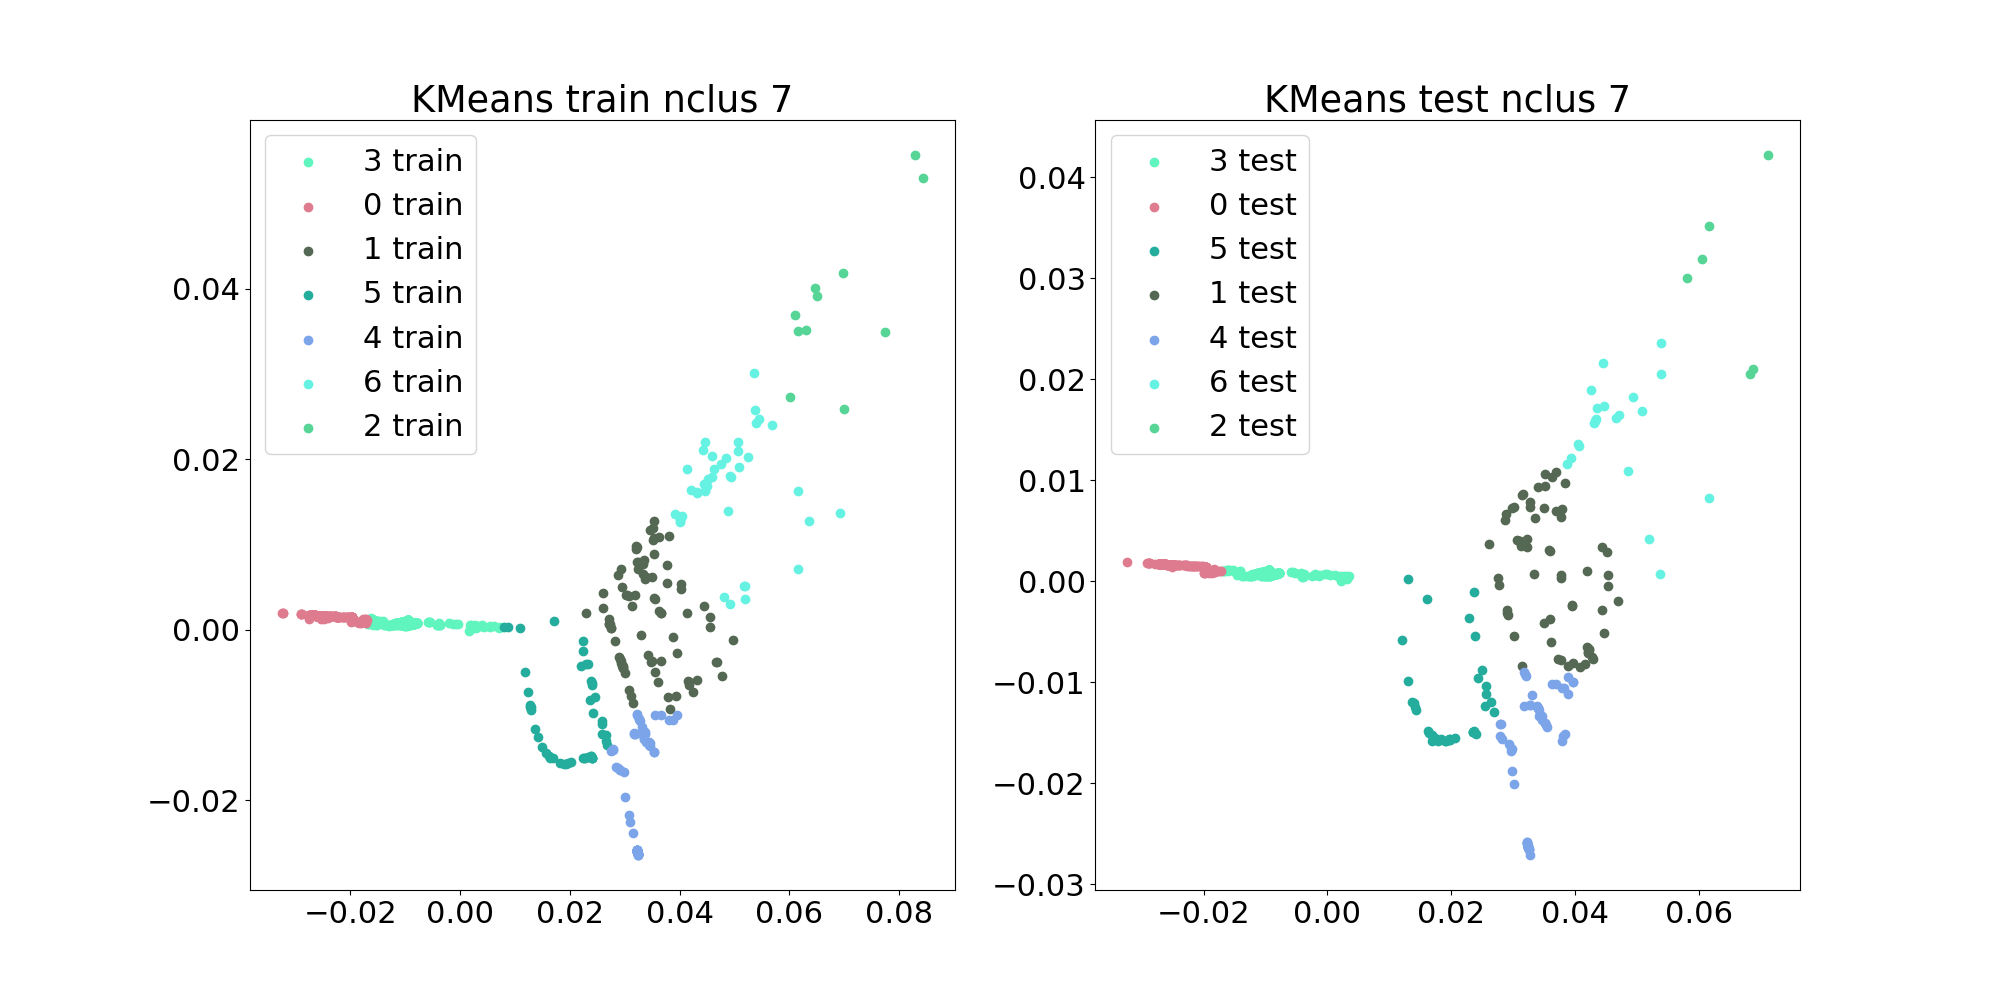 KMeans train nclus 7
3 train
0 train
1 train
5 train
4 train
6 train
2 train
0.04
0.02
0.00
−0.02
−0.02 0.00 0.02 0.04 0.06 0.08
KMeans test nclus 7
3 test
0 test
5 test
1 test
4 test
6 test
2 test
0.04
0.03
0.02
0.01
0.00
−0.01
−0.02
−0.03
−0.02 0.00 0.02 0.04 0.06